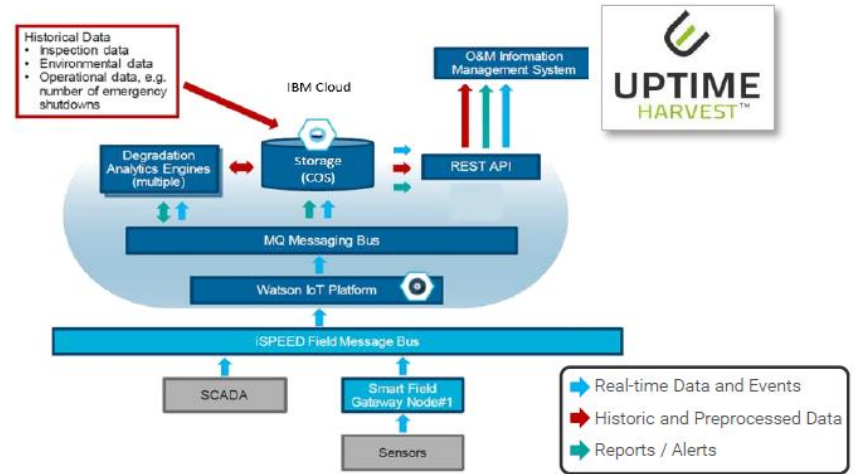 Historical Data
• Inspection data
• Environmental data
• Operational data, e.g.
number of emergency
shutdowns
IBM Cloud
O&M Information
Management System
UPTIME
HARVEST™
Degradation
Analytics Engines
(multiple)
Storage
(COS)
REST API
MQ Messaging Bus
Watson IoT Platform
iSPEED Field Message Bus
SCADA
Smart Field
Gateway Node#1
Sensors
Real-time Data and Events
Historic and Preprocessed Data
Reports / Alerts